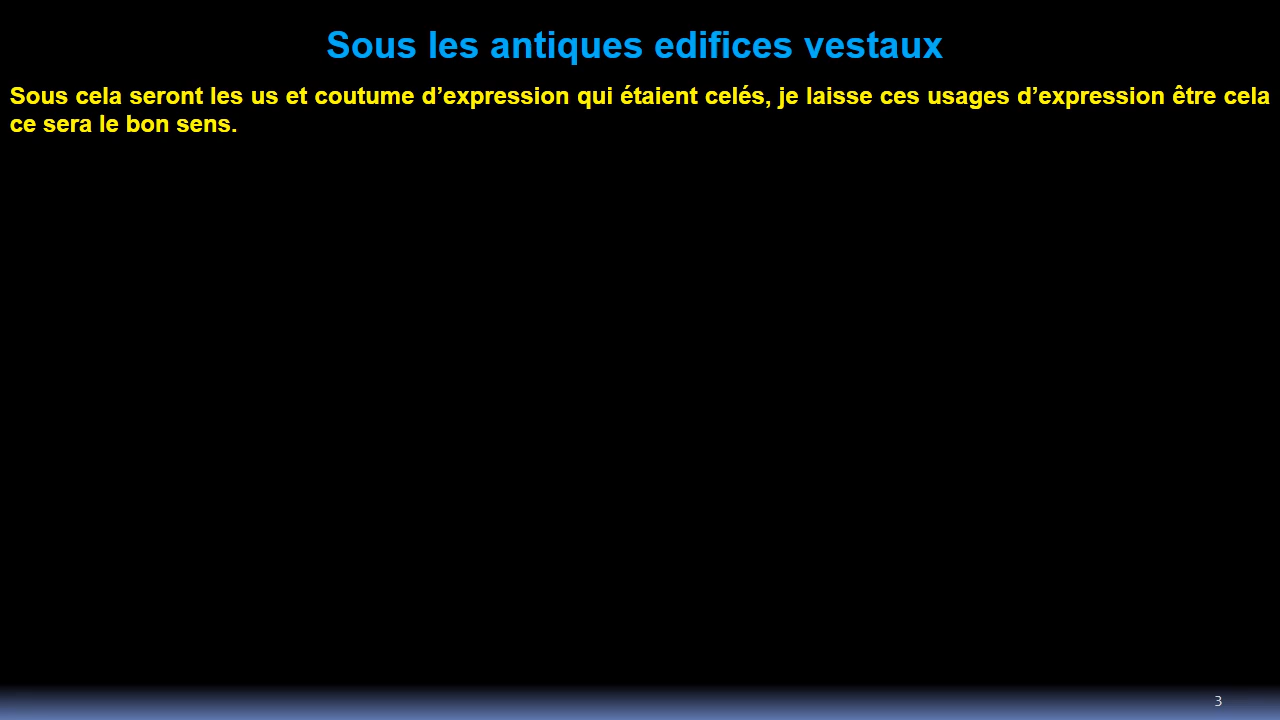 Sous les antiques edifices vestaux
Sous cela seront les us et coutume d’expression qui étaient celés, je laisse ces usages d’expression être cela
ce sera le bon sens.
3